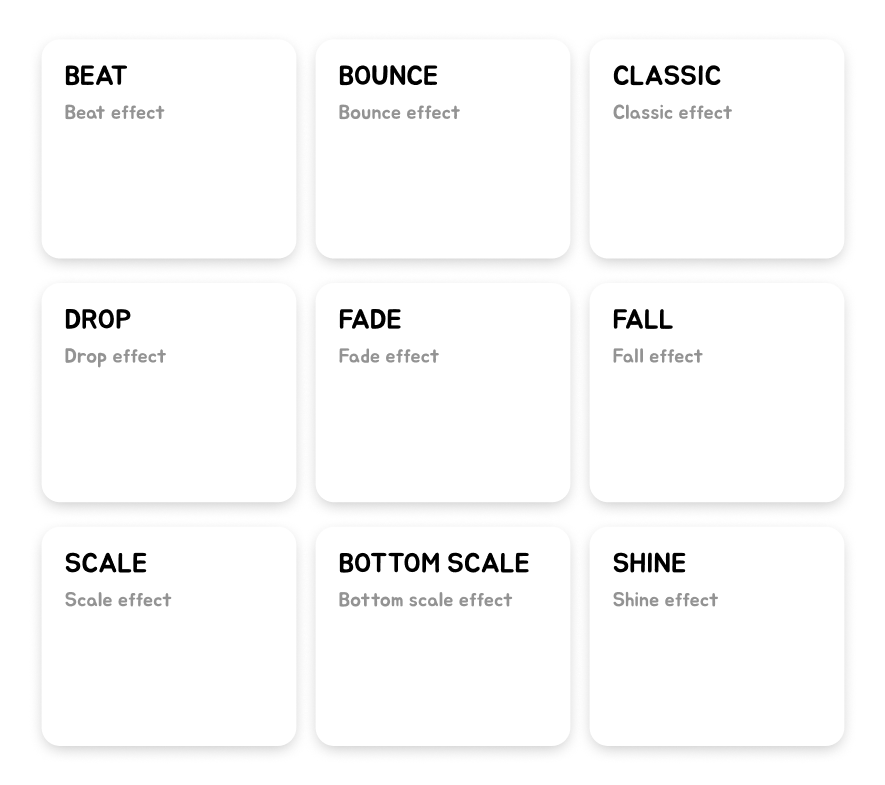 BEAT
Beat effect
BOUNCE
Bounce effect
CLASSIC
Classic effect
DROP
Drop effect
FADE
Fade effect
FALL
Fall effect
SCALE
Scale effect
BOTTOM SCALE
Bottom scale effect
SHINE
Shine effect